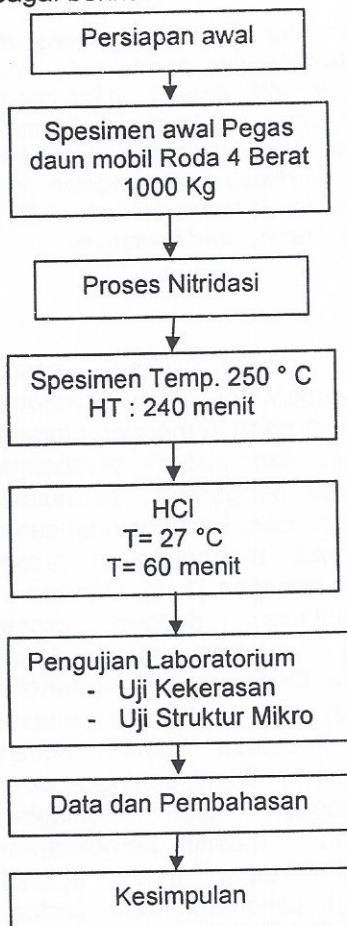 Persiapan awal
Spesimen awal Pegas
daun mobil Roda 4 Berat
1000 Kg
Proses Nitridasi
Spesimen Temp. 250 ° C
HT : 240 menit
HCl
T= 27 °C
T= 60 menit
Pengujian Laboratorium
- Uji Kekerasan
- Uji Struktur Mikro
Data dan Pembahasan
Kesimpulan